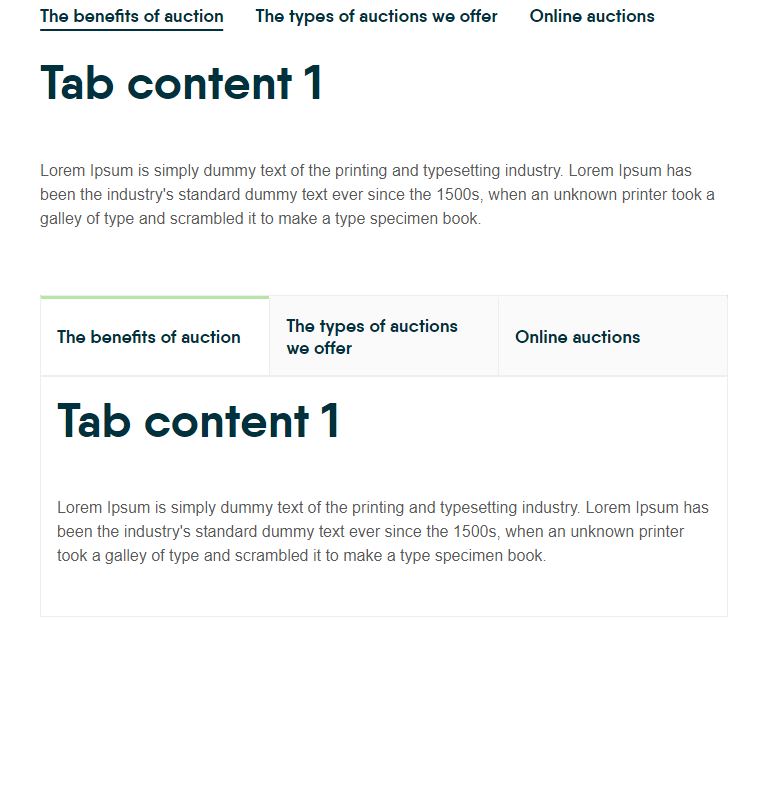 The benefits of auction The types of auctions we offer Online auctions
Tab content 1
Lorem Ipsum is simply dummy text of the printing and typesetting industry. Lorem Ipsum has
been the industry's standard dummy text ever since the 1500s, when an unknown printer took a
galley of type and scrambled it to make a type specimen book.
The benefits of auction
The types of auctions
we offer
Online auctions
Tab content 1
Lorem Ipsum is simply dummy text of the printing and typesetting industry. Lorem Ipsum has
been the industry's standard dummy text ever since the 1500s, when an unknown printer
took a galley of type and scrambled it to make a type specimen book.